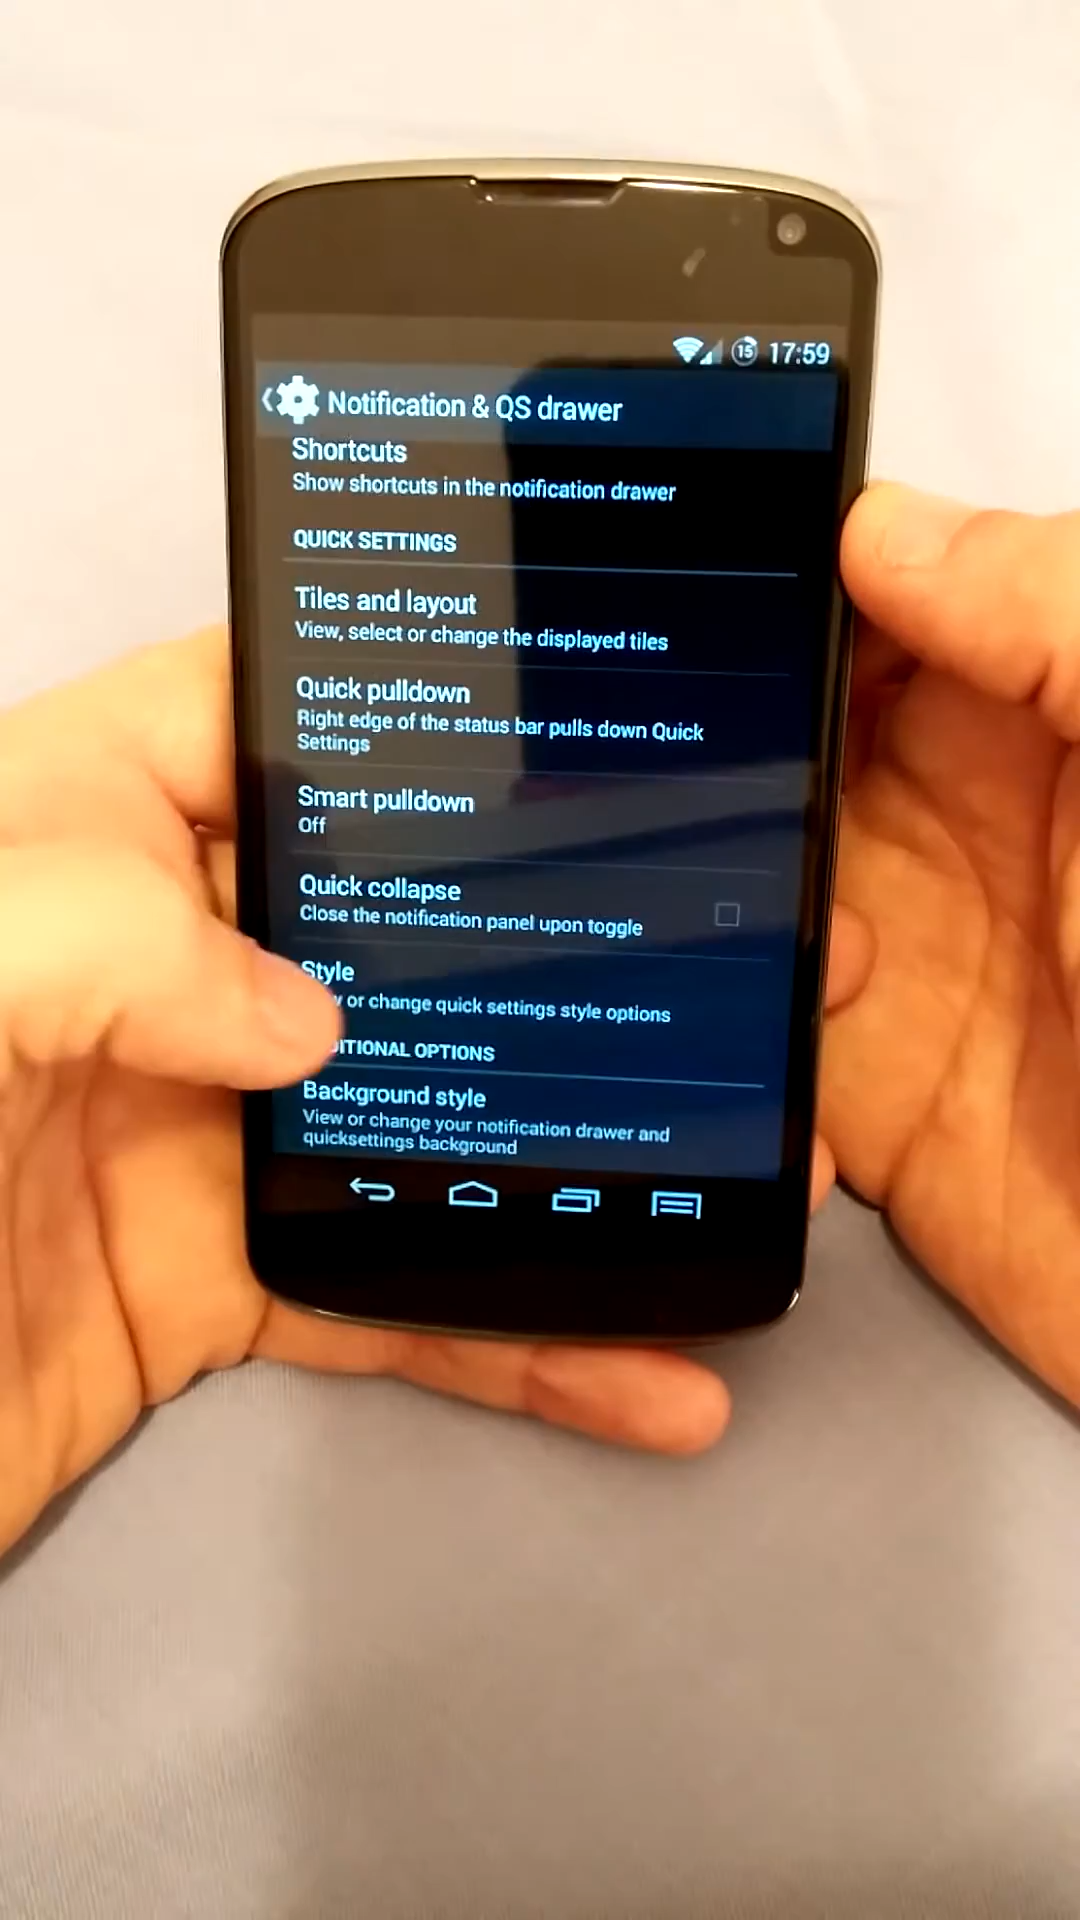 15 17:59
Notification & QS drawer
Shortcuts
Show shortcuts in the notification drawer
QUICK SETTINGS
Tiles and layout
View, select or change the displayed tiles
Quick pulldown
Right edge of the status bar pulls down Quick
Settings
Smart pulldown
Off
Quick collapse
Close the notification panel upon toggle
Style
or change quick settings style options
OPTIONS
Background style
View or change your notification drawer and
quicksettings background